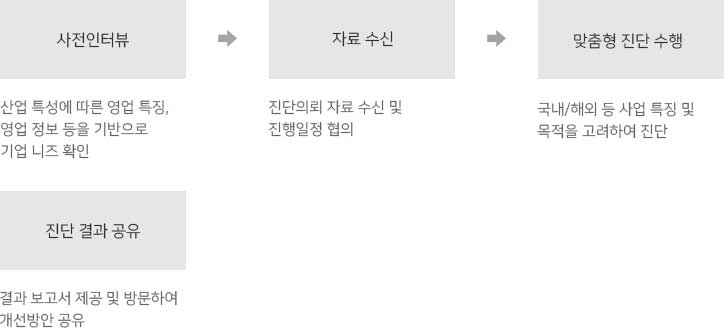 사전인터뷰
산업 특성에 따른 영업 특징,
영업 정보 등을 기반으로
기업 니즈 확인
자료 수신
진단의뢰 자료 수신 및
진행일정 협의
맞춤형 진단 수행
국내/해외 등 사업 특징 및
목적을 고려하여 진단
진단 결과 공유
결과 보고서 제공 및 방문하여
개선방안 공유